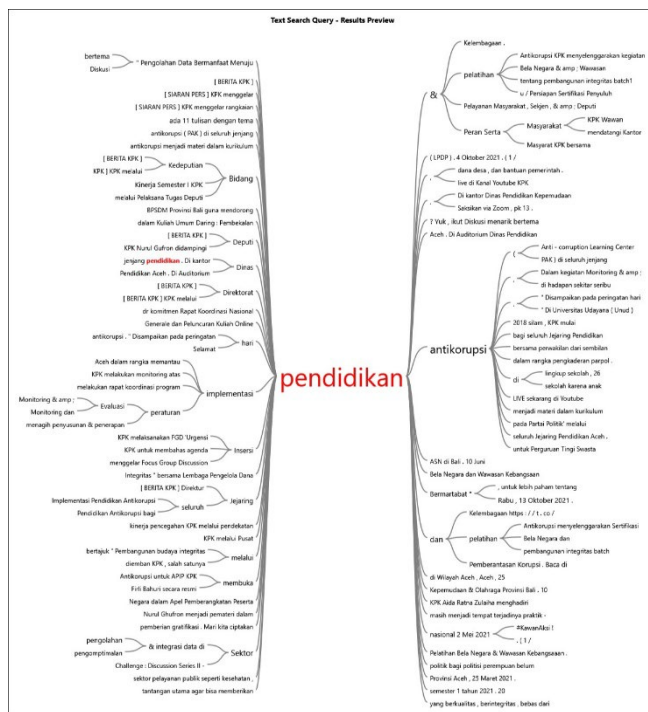 Text Search Query - Results Preview
bertema
Diskusi
" Pengolahan Data Bermanfaat Menuju
[ BERITA KPK ]
[ SIARAN PERS ] KPK menggelar
[ SIARAN PERS ] KPK menggelar rangkaian
ada 11 tulisan dengan tema
antikorupsi ( PAK ) di seluruh jenjang
antikorupsi menjadi materi dalam kurikulum
[ BERITA KPK ]
KPK ] KPK melalui
Kedeputian
Kinerja Semester I KPK
melalui Pelaksana Tugas Deputi
Bidang
BPSDM Provinsi Bali guna mendorong
dalam Kuliah Umum Daring : Pembekalan
[ BERITA KPK ]
KPK Nurul Gufron didampingi
Deputi
jenjang pendidikan . Di kantor
Pendidikan Aceh . Di Auditorium
Dinas
[ BERITA KPK ]
[ BERITA KPK ] KPK melalui
Direktorat
dr komitmen Rapat Koordinasi Nasional
Generate dan Peluncuran Kuliah Online
antikorupsi . " Disampaikan pada peringatan
Selamat
hari
Aceh dalam rangka memantau
KPK melakukan monitoring atas
melakukan rapat koordinasi program
Monitoring & amp ;
Monitoring dan
Evaluasi
menagih penyusunan & penerapan
peraturan
implementasi
KPK melaksanakan FGD 'Urgensi
KPK untuk membahas agenda
menggelar Focus Group Discussion
Insersi
Integritas " bersama Lembaga Pengelola Dana
[ BERITA KPK ] Direktur
Implementasi Pendidikan Antikorupsi
Pendidikan Antikorupsi bagi
seluruh
Jejaring
kinerja pencegahan KPK melalui perdekatan
KPK melalui Pusat
bertajuk " Pembangunan budaya integritas
diemban KPK , salah satunya
melalui
Antikorupsi untuk APIP KPK
Firli Bahuri secara resmi
membuka
Negara dalam Apel Pemberangkatan Peserta
Nurul Ghufron menjadi pemateri dalam
pemberian gratifikasi . Mari kita ciptakan
pengolahan
pengomptimalan
& integrasi data di
Challenge : Discussion Series II -
Sektor
sektor pelayanan publik seperti kesehatan ,
tantangan utama agar bisa memberikan
pendidikan
Kelembagaan .
pelatihan
Antikorupsi KPK menyelenggarakan kegiatan
Bela Negara & amp ; Wawasan
tentang pembangunan integritas batch1
u / Persiapan Sertifikasi Penyuluh
&
Pelayanan Masyarakat , Sekjen , & amp ; Deputi
Peran Serta
Masyarakat
KPK Wawan
mendatangi Kantor
Masyarat KPK bersama
( LPDP ) . 4 Oktober 2021 . ( 1 /
,
dana desa , dan bantuan pemerintah .
live di Kanal Youtube KPK
.
Di kantor Dinas Pendidikan Kepemudaan
Saksikan via Zoom , pk 13 .
? Yuk , ikut Diskusi menarik bertema
Aceh . Di Auditorium Dinas Pendidikan
antikorupsi
(
Anti - corruption Learning Center
PAK ) di seluruh jenjang
,
Dalam kegiatan Monitoring & amp ;
di hadapan sekitar seribu
.
" Disampaikan pada peringatan hari
" Di Universitas Udayana [ Unud ]
2018 silam , KPK mulai
bagi seluruh Jejaring Pendidikan
bersama perwakilan dari sembilan
dalam rangka pengkaderan parpol .
di
lingkup sekolah , 26
sekolah karena anak
LIVE sekarang di Youtube
menjadi materi dalam kurikulum
pada Partai Politik' melalui
seluruh Jejaring Pendidikan Aceh .
untuk Perguruan Tingi Swasta
ASN di Bali . 10 Juni
Bela Negara dan Wawasan Kebangsaan
Bermartabat "
, untuk lebih paham tentang
Rabu , 13 Oktober 2021 .
dan
Kelembagaan https : / / t . co /
pelatihan
Antikorupsi menyelenggarakan Sertifikasi
Bela Negara dan
pembangunan integritas batch
Pemberantasan Korupsi . Baca di
di Wilayah Aceh , Aceh , 25
Kepemudaan & Olahraga Provinsi Bali . 10
KPK Aida Ratna Zulaiha menghadiri
masih menjadi tempat terjadinya praktik -
nasional 2 Mei 2021
#KawanAksi !
. ( 1 /
Pelatihan Bela Negara & Wawasan Kebangsaaan .
politik bagi politisi perempuan belum
Provinsi Aceh , 25 Maret 2021 .
semester 1 tahun 2021 . 20
yang berkualitas , berintegritas , bebas dari